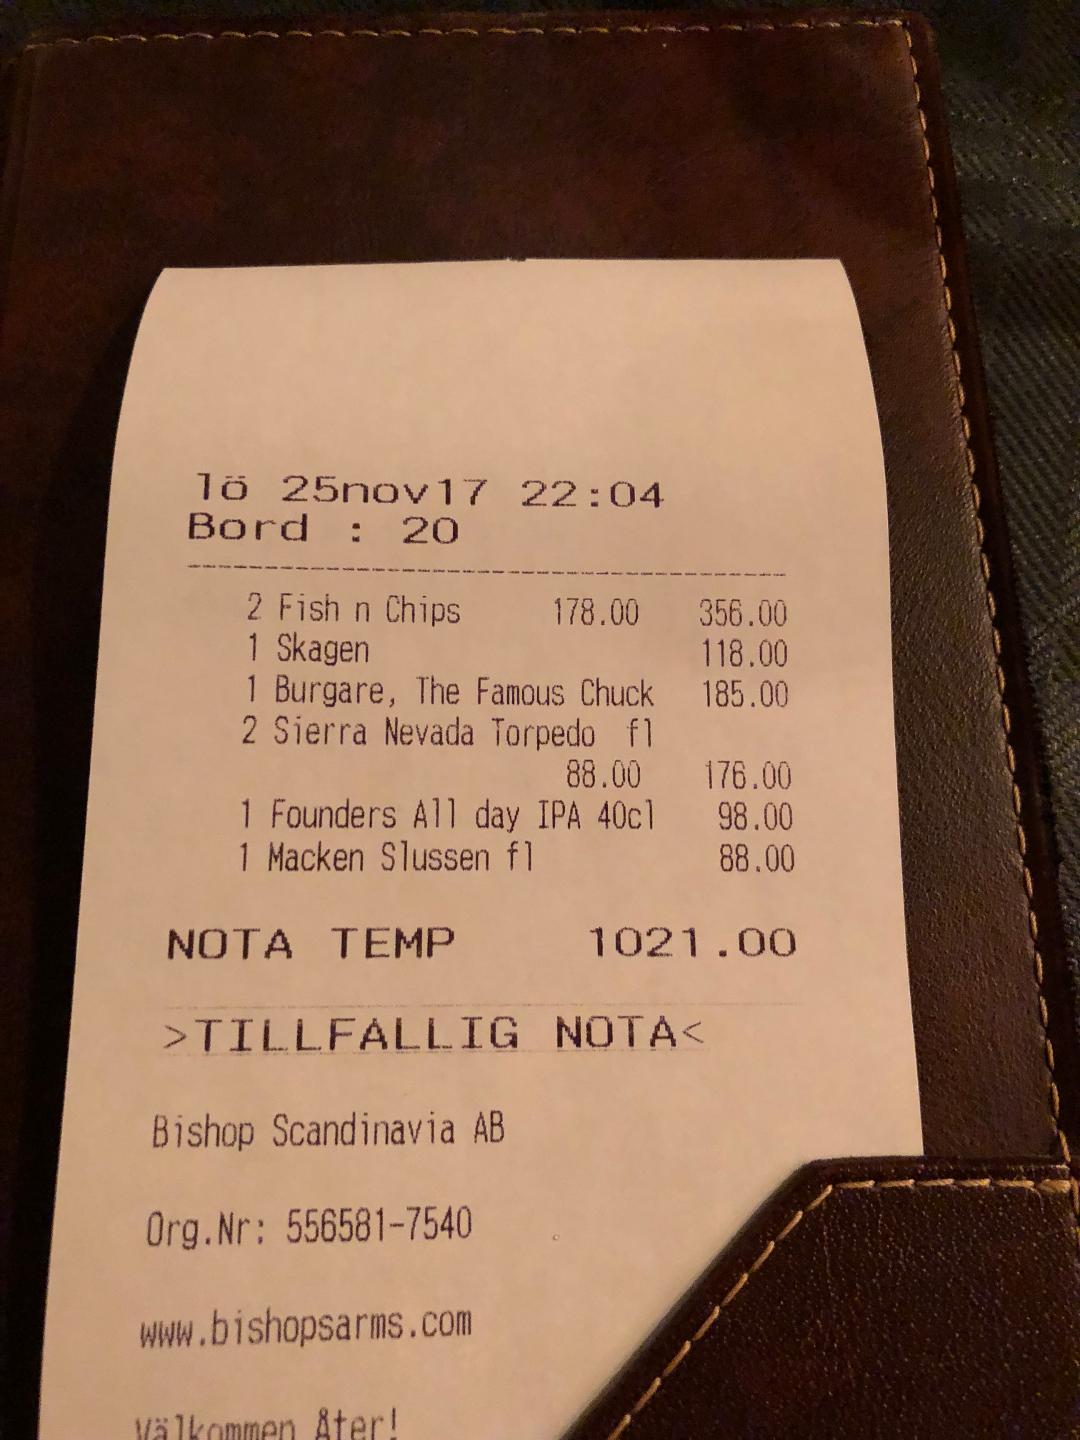 lö 25nov17 22:04
Bord : 20
2 Fish n Chips 178.00 356.00
1 Skagen 118.00
1 Burgare, The Famous Chuck 185.00
2 Sierra Nevada Torpedo fl
88.00 176.00
1 Founders All day IPA 40cl 98.00
1 Macken Slussen fl 88.00
NOTA TEMP 1021.00
>TILLFALLIG NOTA<
Bishop Scandinavia AB
Org.Nr: 556581-7540
www.bishopsarms.com
Välkommen Åter!